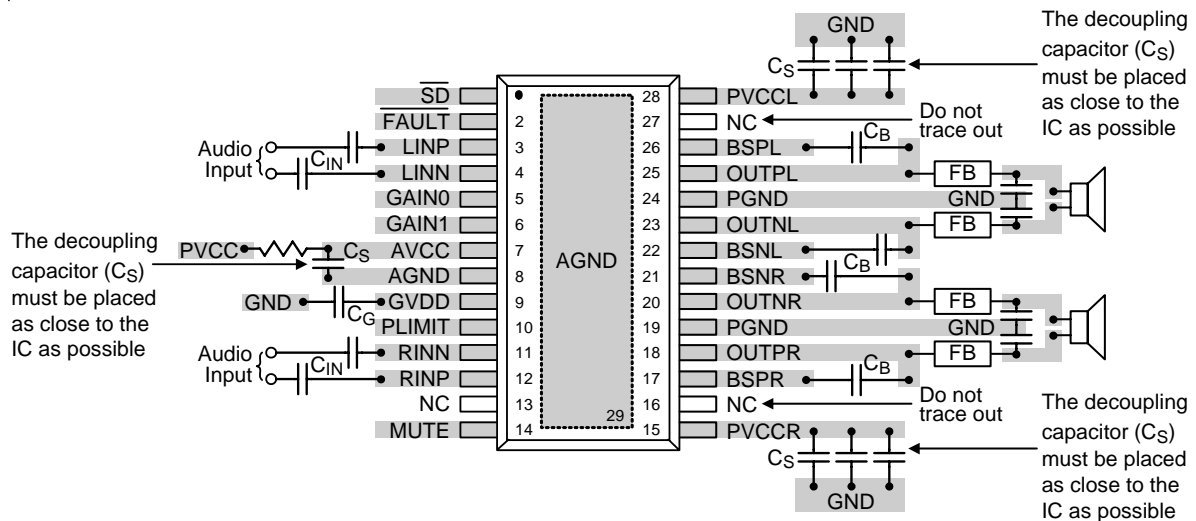 GND
The decoupling
capacitor (CS)
must be placed
as close to the
IC as possible
CS
SD
28 PVCCL
FAULT 2
27 NC
Do not
trace out
Audio
Input
CIN
LINP 3
26 BSPL
CB
LINN 4
25 OUTPL
FB
GAIN0 5
24 PGND
GND
GAIN1 6
23 OUTNL
FB
The decoupling
capacitor (CS)
must be placed
as close to the
IC as possible
PVCC
CS
AVCC 7
AGND
22 BSNL
CB
AGND 8
21 BSNR
GND
CG
GVDD 9
20 OUTNR
FB
PLIMIT 10
19 PGND
GND
Audio
Input
CIN
RINN 11
18 OUTPR
FB
RINP 12
17 BSPR
CB
NC 13
29
16 NC
Do not
trace out
MUTE 14
15 PVCCR
CS
GND
The decoupling
capacitor (CS)
must be placed
as close to the
IC as possible